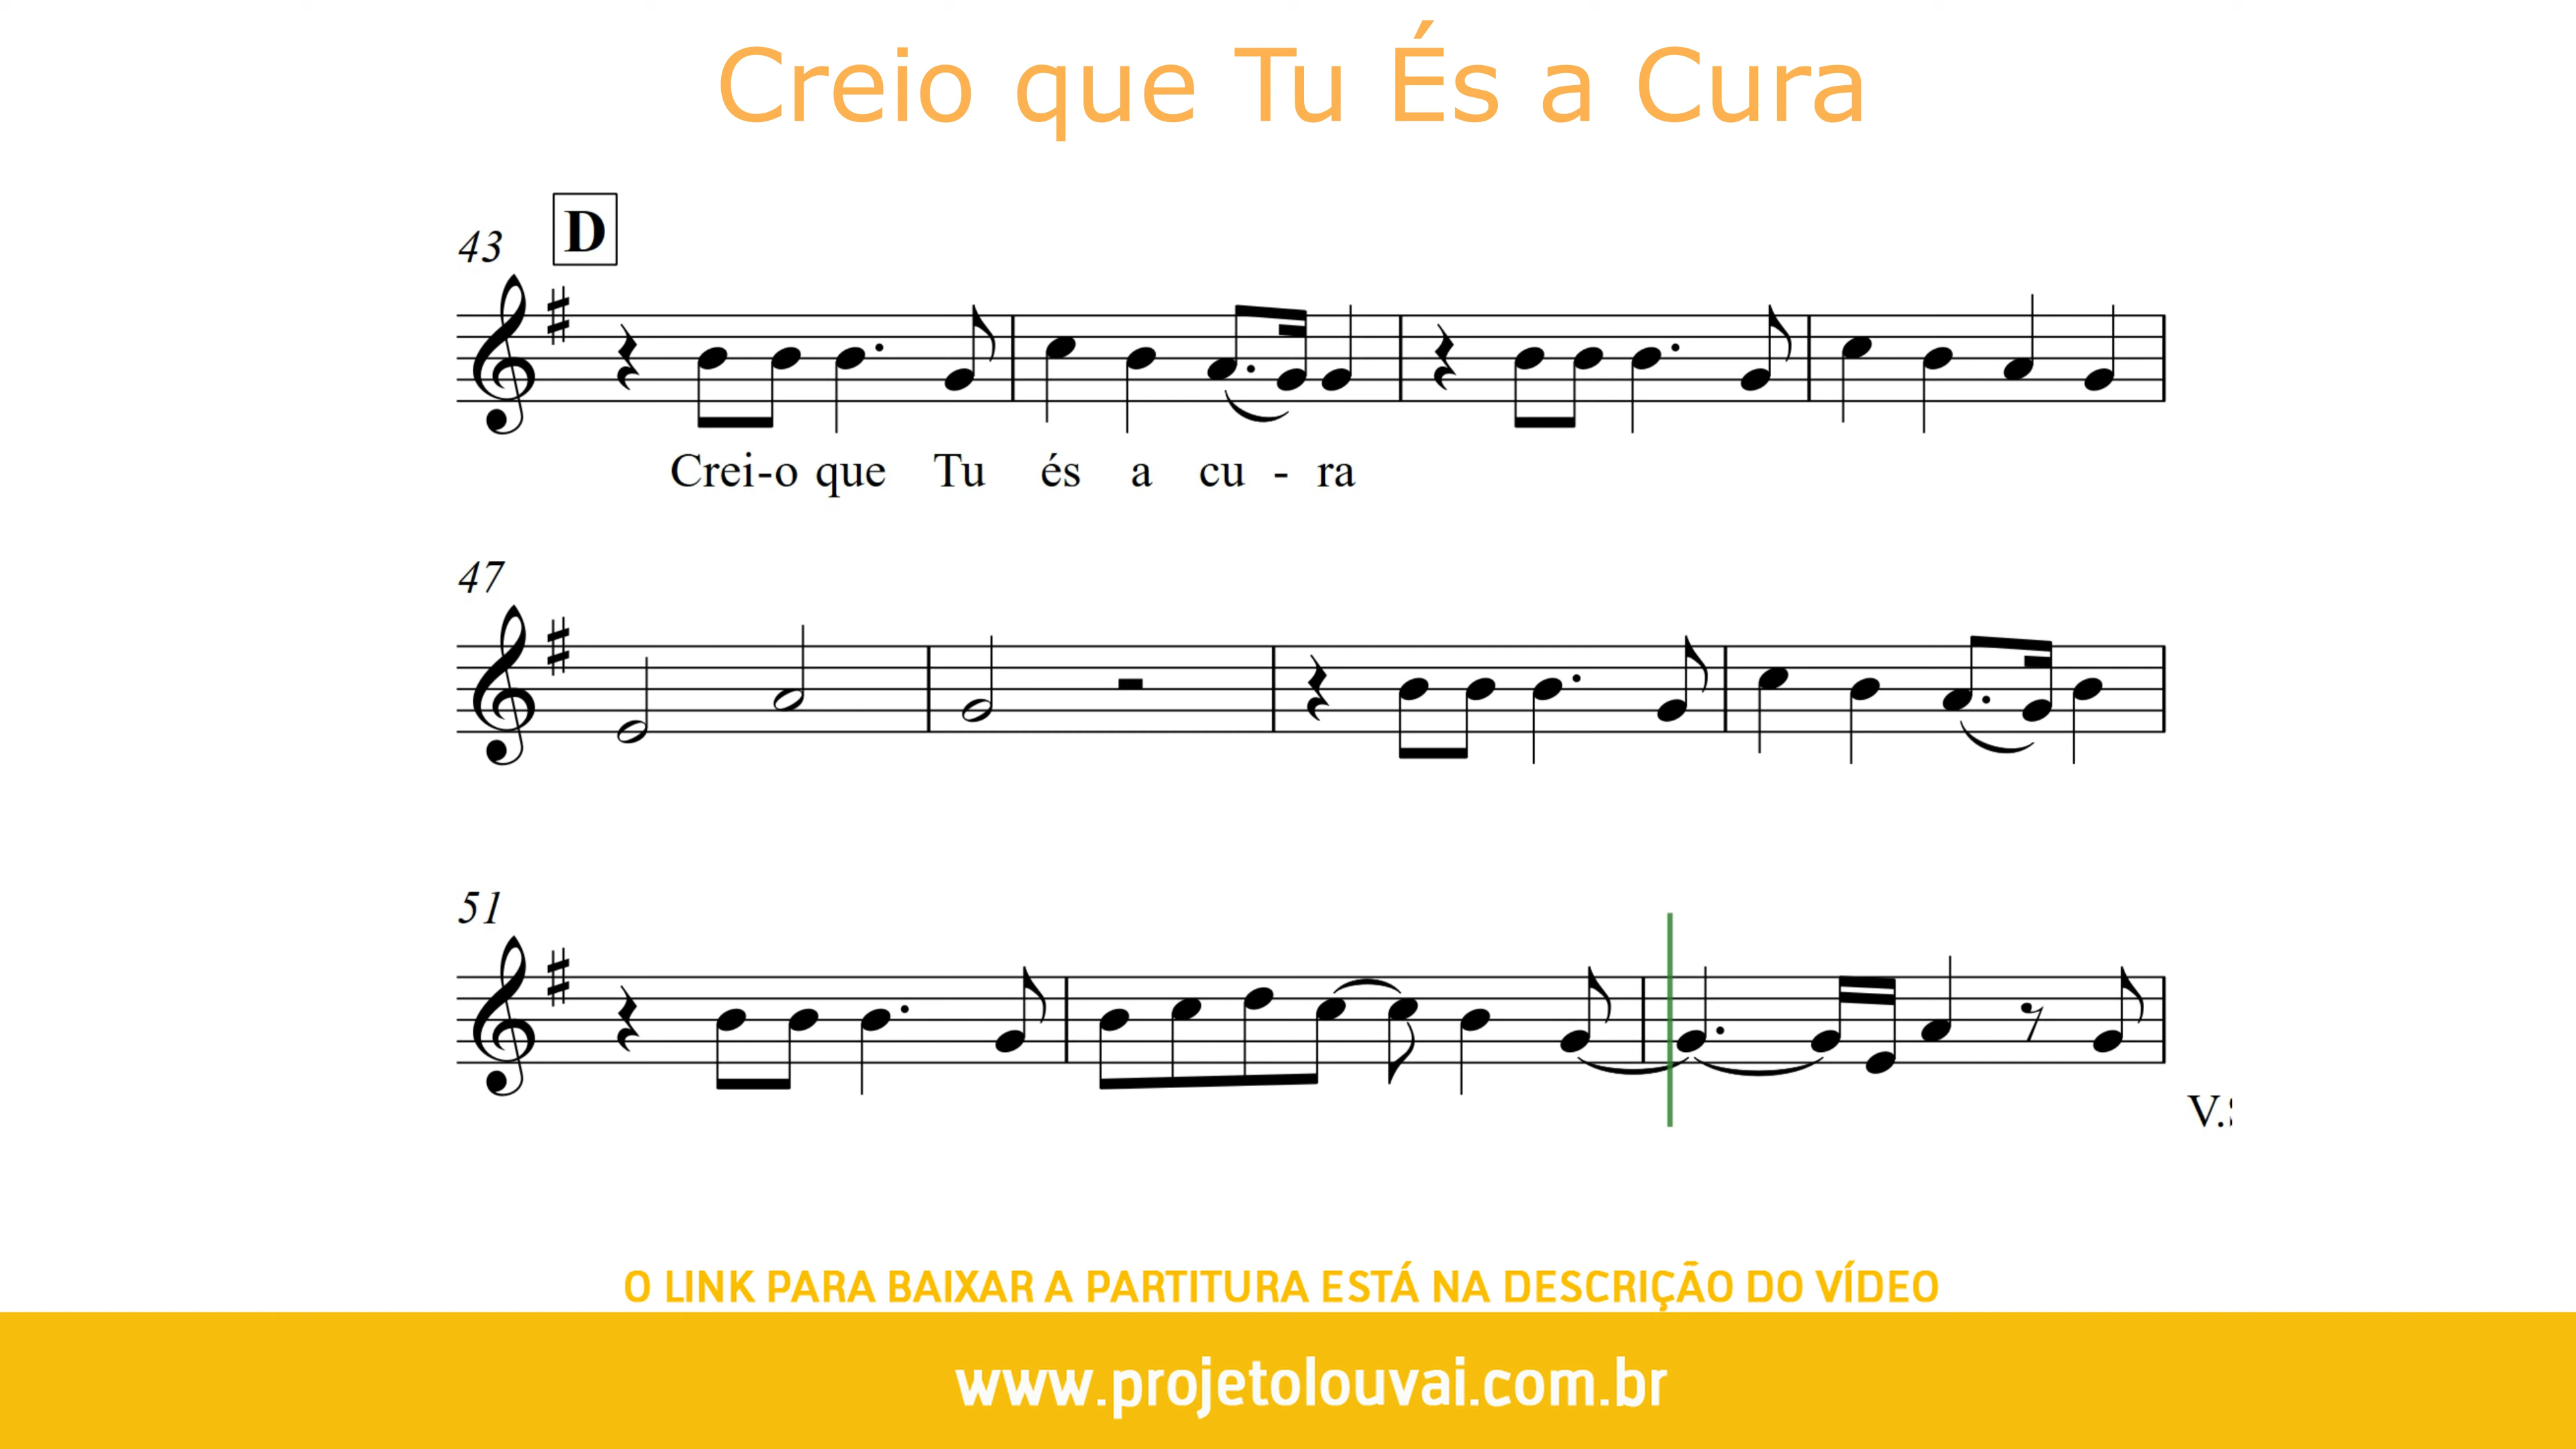 Creio que Tu És a Cura
D
43
Crei-o que Tu és a cu - ra
47
51
V.
O LINK PARA BAIXAR A PARTITURA ESTÁ NA DESCRIÇÃO DO VÍDEO
www.projetolouvai.com.br